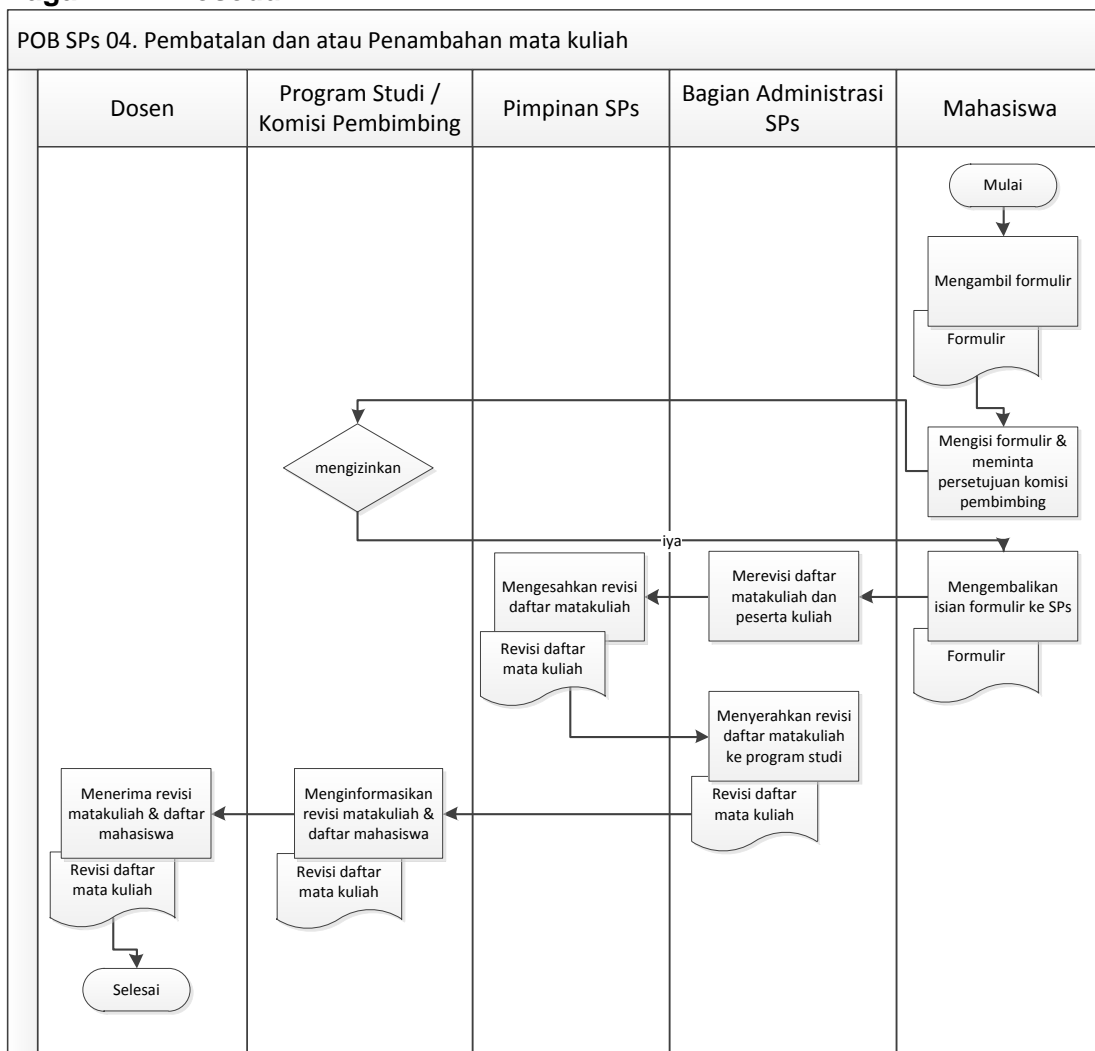 POB SPs 04. Pembatalan dan atau Penambahan mata kuliah
Dosen
Program Studi /
Komisi Pembimbing
Pimpinan SPs
Bagian Administrasi
SPs
Mahasiswa
Mulai
Mengambil formulir
Formulir
Mengisi formulir &
meminta
persetujuan komisi
pembimbing
mengizinkan
iya
Mengembalikan
isian formulir ke SPs
Formulir
Merevisi daftar
matakuliah dan
peserta kuliah
Mengesahkan revisi
daftar matakuliah
Revisi daftar
mata kuliah
Menyerahkan revisi
daftar matakuliah
ke program studi
Revisi daftar
mata kuliah
Menginformasikan
revisi matakuliah &
daftar mahasiswa
Revisi daftar
mata kuliah
Menerima revisi
matakuliah & daftar
mahasiswa
Revisi daftar
mata kuliah
Selesai